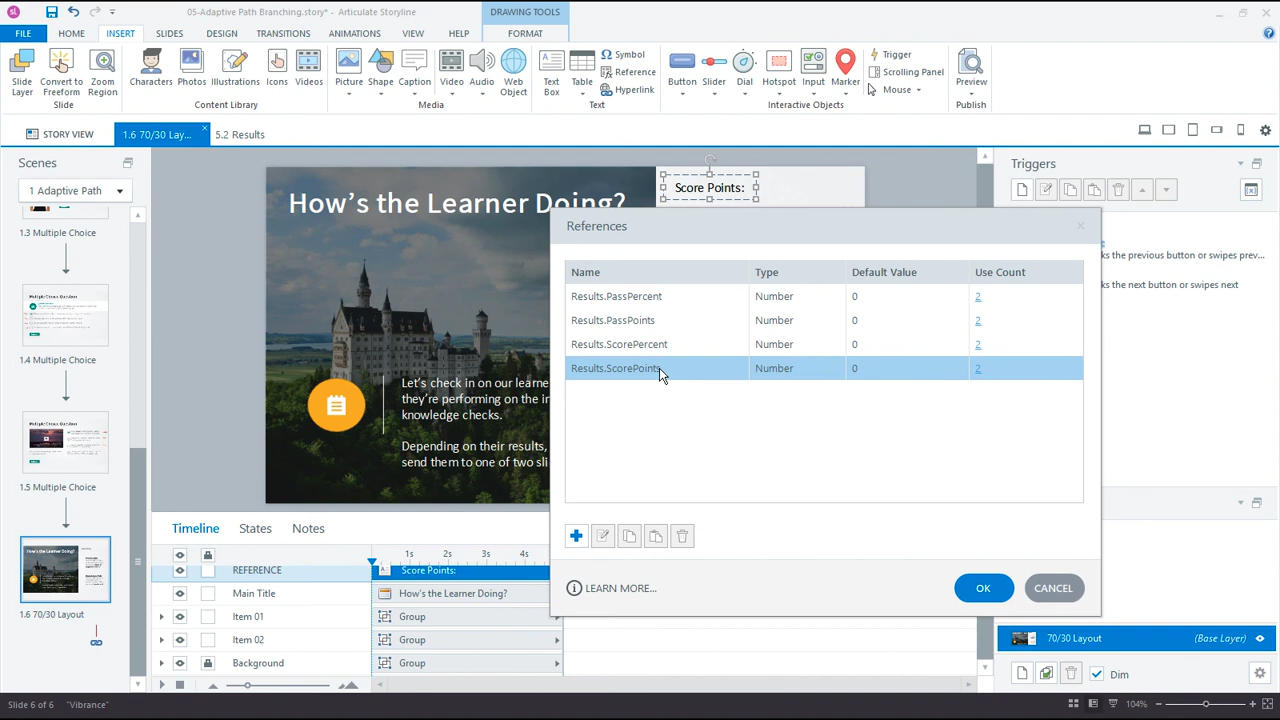 05-Adaptive Path Branching.story* - Articulate Storyline
DRAWING TOOLS
FILE
HOME
INSERT
SLIDES
DESIGN
TRANSITIONS
ANIMATIONS
VIEW
HELP
FORMAT
Slide Layer
Convert to Freeform
Zoom Region
Characters
Photos
Illustrations
Icons
Videos
Picture
Shape
Caption
Video
Audio
Web Object
Text Box
Table
Symbol
Reference
Hyperlink
Button
Slider
Dial
Hotspot
Input
Marker
Trigger
Scrolling Panel
Mouse
Preview
Slide
Content Library
Media
Text
Interactive Objects
Publish
STORY VIEW
1.6 70/30 Lay...
5.2 Results
Scenes
1 Adaptive Path
1.3 Multiple Choice
1.4 Multiple Choice
1.5 Multiple Choice
1.6 70/30 Layout
How's the Learner Doing?
Score Points:
Let's check in on our learne
they're performing on the in
knowledge checks.
Depending on their results,
send them to one of two sli
References
Name Type Default Value Use Count
Results.PassPercent Number 0 2
Results.PassPoints Number 0 2
Results.ScorePercent Number 0 2
Results.ScorePoints Number 0 2
LEARN MORE...
OK
CANCEL
Triggers
ks the previous button or swipes prev...
ks the next button or swipes next
Timeline
States
Notes
1s 2s 3s 4s
REFERENCE Score Points:
Main Title How's the Learner Doing?
Item 01 Group
Item 02 Group
Background Group
70/30 Layout (Base Layer)
Dim
Slide 6 of 6 "Vibrance"
104%